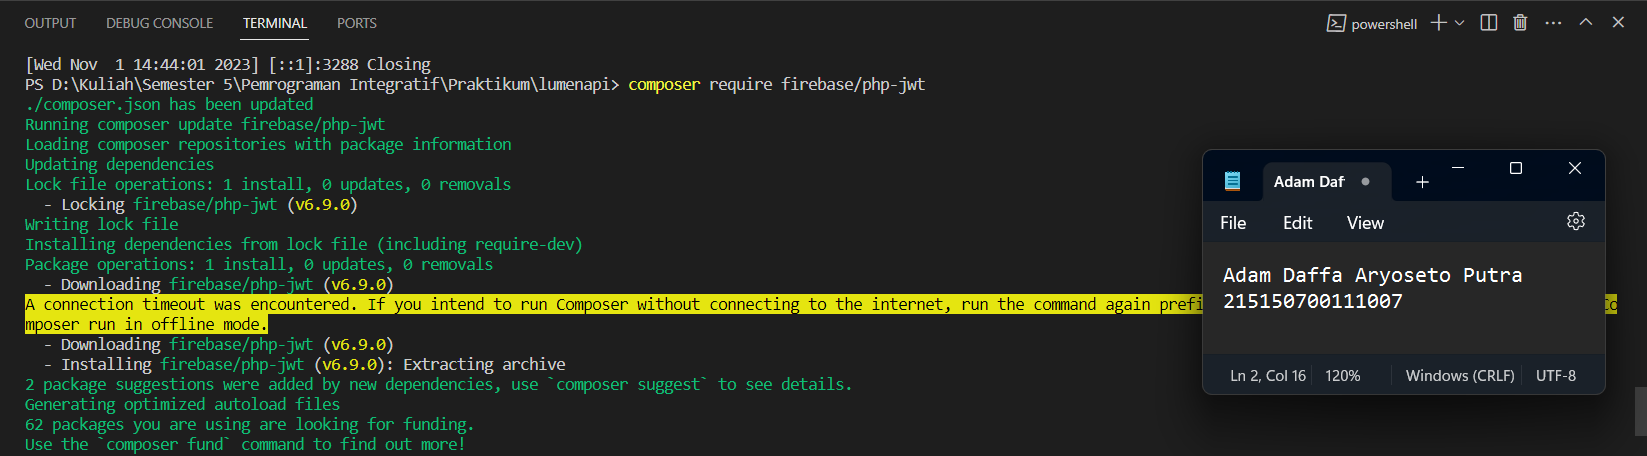 OUTPUT DEBUG CONSOLE TERMINAL PORTS powershell
[Wed Nov  1 14:44:01 2023] [::1]:3288 Closing
PS D:\Kuliah\Semester 5\Pemrograman Integratif\Praktikum\lumenapi> composer require firebase/php-jwt
./composer.json has been updated
Running composer update firebase/php-jwt
Loading composer repositories with package information
Updating dependencies
Lock file operations: 1 install, 0 updates, 0 removals
  - Locking firebase/php-jwt (v6.9.0)
Writing lock file
Installing dependencies from lock file (including require-dev)
Package operations: 1 install, 0 updates, 0 removals
  - Downloading firebase/php-jwt (v6.9.0)
A connection timeout was encountered. If you intend to run Composer without connecting to the internet, run the command again prefi Co
mposer run in offline mode.
  - Downloading firebase/php-jwt (v6.9.0)
  - Installing firebase/php-jwt (v6.9.0): Extracting archive
2 package suggestions were added by new dependencies, use `composer suggest` to see details.
Generating optimized autoload files
62 packages you are using are looking for funding.
Use the `composer fund` command to find out more!
Adam Daf
File Edit View
Adam Daffa Aryoseto Putra
215150700111007
Ln 2, Col 16 120% Windows (CRLF) UTF-8